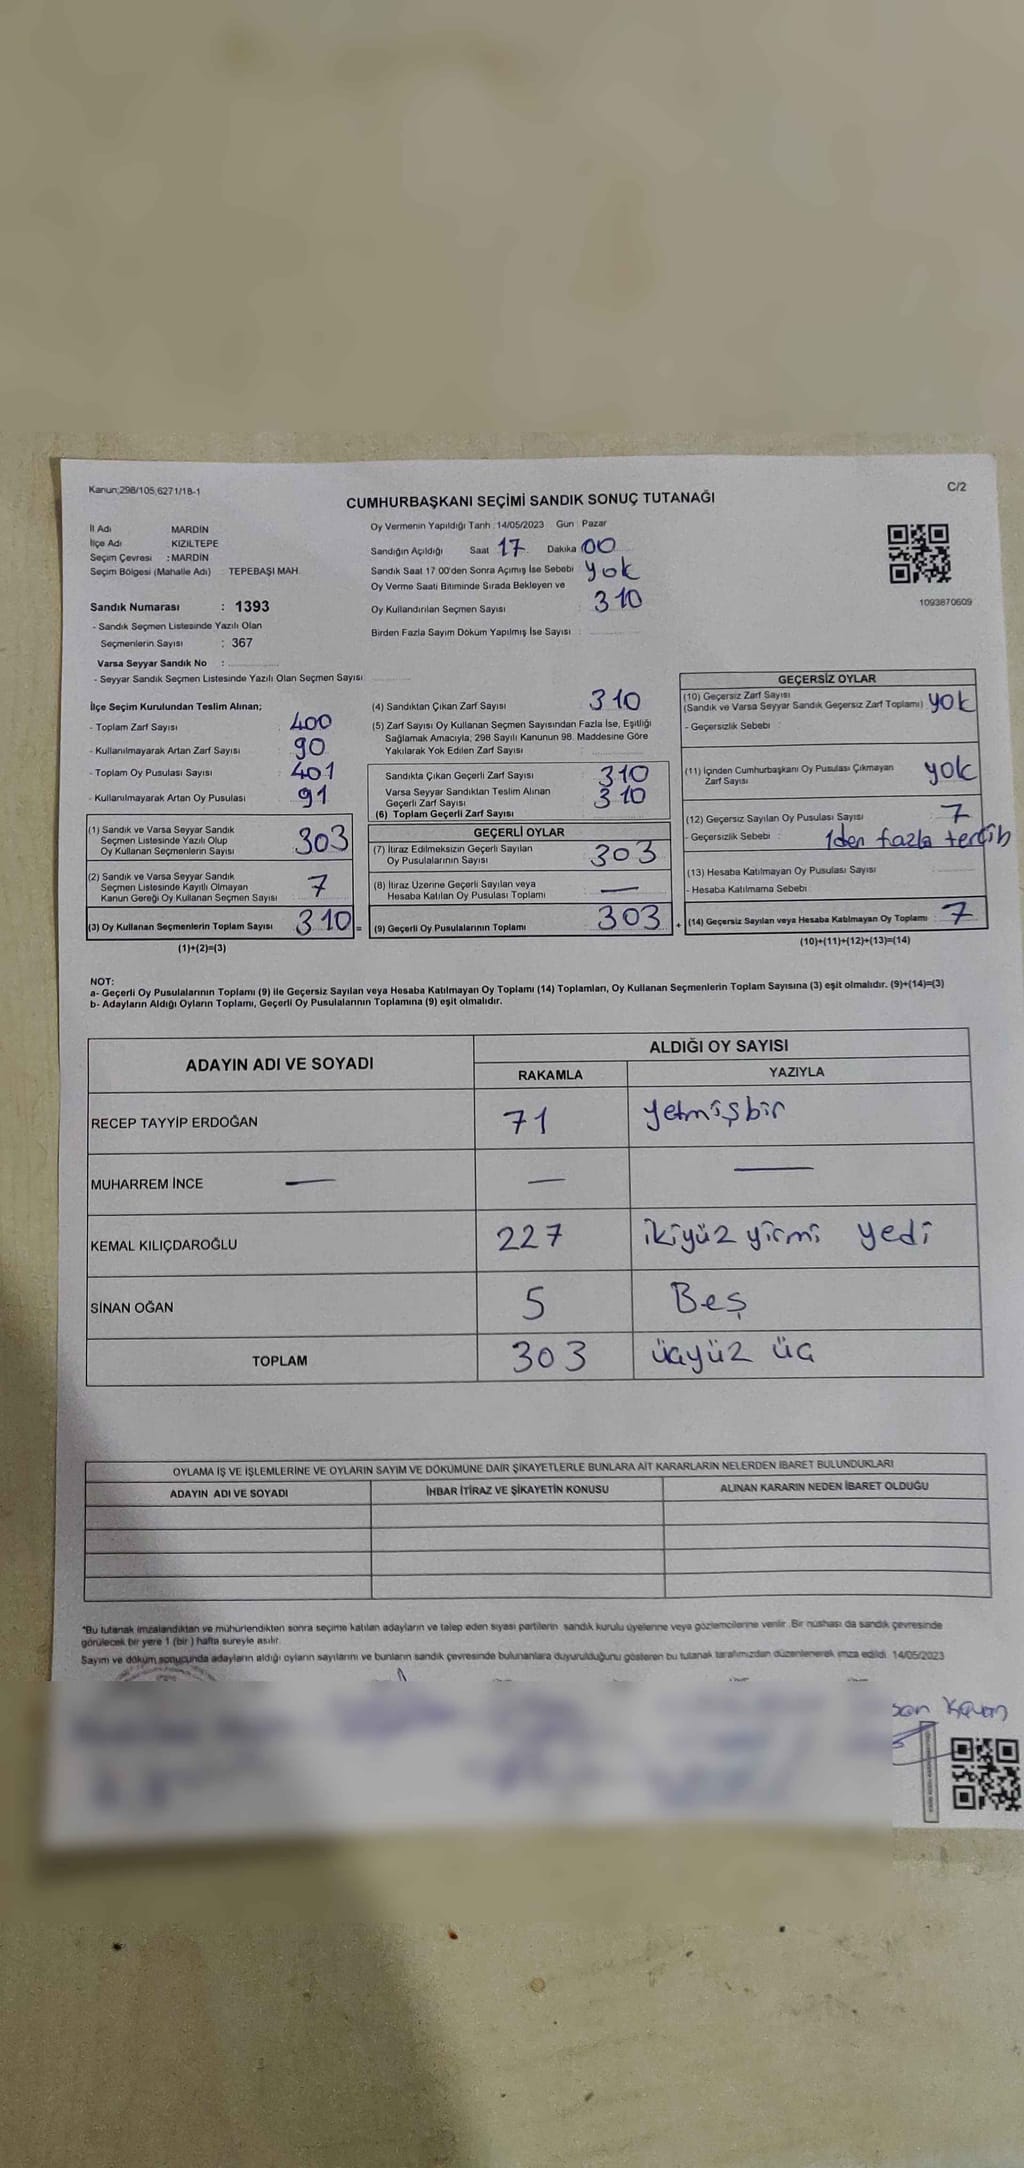 Kanun;298/105,6271/18-1
C/2
CUMHURBAŞKANI SEÇİMİ SANDIK SONUÇ TUTANAĞI
İl Adı MARDİN
İlçe Adı KIZILTEPE
Seçim Çevresi : MARDİN
Seçim Bölgesi (Mahalle Adı) : TEPEBAŞI MAH.
Sandık Numarası : 1393
- Sandık Seçmen Listesinde Yazılı Olan
Seçmenlerin Sayısı : 367
Varsa Seyyar Sandık No :
- Seyyar Sandık Seçmen Listesinde Yazılı Olan Seçmen Sayısı
Oy Vermenin Yapıldığı Tarih : 14/05/2023 Gün : Pazar
Sandığın Açıldığı Saat 17 Dakika 00
Sandık Saat 17.00'den Sonra Açımış İse Sebebi yok
Oy Verme Saati Bitiminde Sırada Bekleyen ve
Oy Kullandırılan Seçmen Sayısı : 310
Birden Fazla Sayım Döküm Yapılmış İse Sayısı :
1093870609
İlçe Seçim Kurulundan Teslim Alınan;
- Toplam Zarf Sayısı : 400
- Kullanılmayarak Artan Zarf Sayısı : 90
- Toplam Oy Pusulası Sayısı : 401
- Kullanılmayarak Artan Oy Pusulası : 91
(1) Sandık ve Varsa Seyyar Sandık
Seçmen Listesinde Yazılı Olup
Oy Kullanan Seçmenlerin Sayısı 303
(2) Sandık ve Varsa Seyyar Sandık
Seçmen Listesinde Kayıtlı Olmayan
Kanun Gereği Oy Kullanan Seçmen Sayısı 7
(3) Oy Kullanan Seçmenlerin Toplam Sayısı 310 =
(1)+(2)=(3)
(4) Sandıktan Çıkan Zarf Sayısı 310
(5) Zarf Sayısı Oy Kullanan Seçmen Sayısından Fazla İse, Eşitliği
Sağlamak Amacıyla, 298 Sayılı Kanunun 98. Maddesine Göre
Yakılarak Yok Edilen Zarf Sayısı :
Sandıkta Çıkan Geçerli Zarf Sayısı 310
Varsa Seyyar Sandıktan Teslim Alınan
Geçerli Zarf Sayısı 310
(6) Toplam Geçerli Zarf Sayısı
GEÇERLİ OYLAR
(7) İtiraz Edilmeksizin Geçerli Sayılan
Oy Pusulalarının Sayısı 303
(8) İtiraz Üzerine Geçerli Sayılan veya
Hesaba Katılan Oy Pusulası Toplamı —
(9) Geçerli Oy Pusulalarının Toplamı 303 +
GEÇERSİZ OYLAR
(10) Geçersiz Zarf Sayısı
(Sandık ve Varsa Seyyar Sandık Geçersiz Zarf Toplamı) yok
- Geçersizlik Sebebi :
(11) İçinden Cumhurbaşkanı Oy Pusulası Çıkmayan
Zarf Sayısı yok
(12) Geçersiz Sayılan Oy Pusulası Sayısı : 7
- Geçersizlik Sebebi : 1den fazla tercih
(13) Hesaba Katılmayan Oy Pusulası Sayısı
- Hesaba Katılmama Sebebi
(14) Geçersiz Sayılan veya Hesaba Katılmayan Oy Toplamı : 7
(10)+(11)+(12)+(13)=(14)
NOT:
a- Geçerli Oy Pusulalarının Toplamı (9) ile Geçersiz Sayılan veya Hesaba Katılmayan Oy Toplamı (14) Toplamları, Oy Kullanan Seçmenlerin Toplam Sayısına (3) eşit olmalıdır. (9)+(14)=(3)
b- Adayların Aldığı Oyların Toplamı, Geçerli Oy Pusulalarının Toplamına (9) eşit olmalıdır.
ADAYIN ADI VE SOYADI
ALDIĞI OY SAYISI
RAKAMLA YAZIYLA
RECEP TAYYİP ERDOĞAN 71 yetmişbir
MUHARREM İNCE — — —
KEMAL KILIÇDAROĞLU 227 ikiyüz yirmi yedi
SİNAN OĞAN 5 Beş
TOPLAM 303 üçyüz üç
OYLAMA İŞ VE İŞLEMLERİNE VE OYLARIN SAYIM VE DÖKÜMÜNE DAİR ŞİKAYETLERLE BUNLARA AİT KARARLARIN NELERDEN İBARET BULUNDUKLARI
ADAYIN ADI VE SOYADI İHBAR İTİRAZ VE ŞİKAYETİN KONUSU ALINAN KARARIN NEDEN İBARET OLDUĞU
*Bu tutanak imzalandıktan ve mühürlendikten sonra seçime katılan adayların ve talep eden siyasi partilerin sandık kurulu üyelerine veya gözlemcilerine verilir. Bir nüshası da sandık çevresinde
görülecek bir yere 1 (bir ) hafta süreyle asılır.
Sayım ve döküm sonucunda adayların aldığı oyların sayılarını ve bunların sandık çevresinde bulunanlara duyurulduğunu gösteren bu tutanak tarafımızdan düzenlenerek imza edildi. 14/05/2023